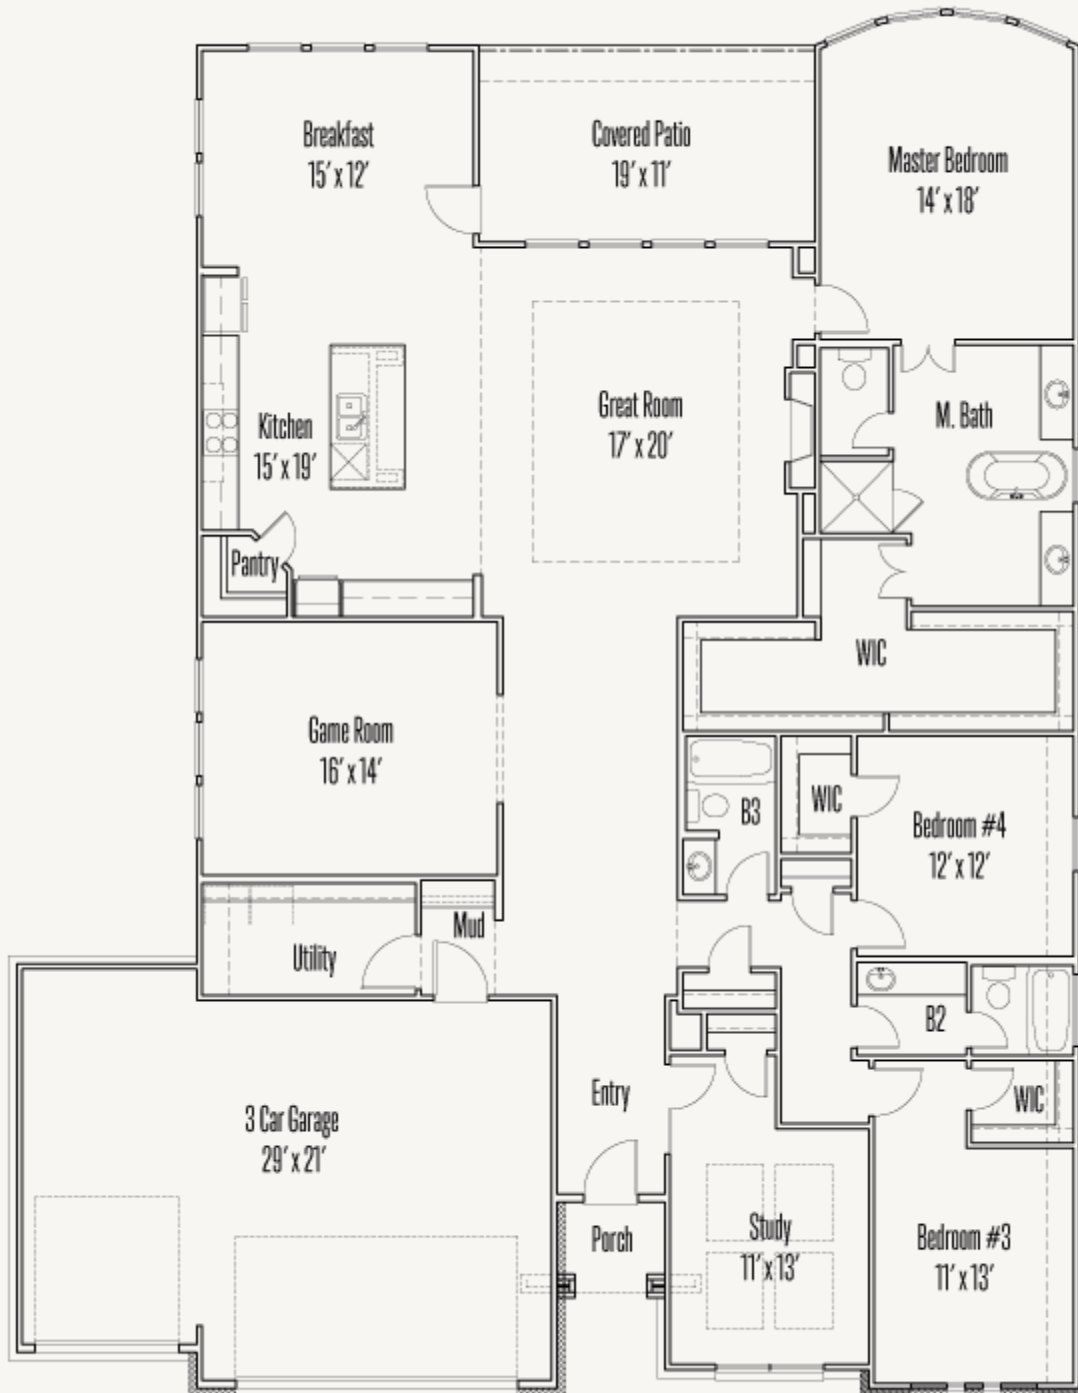 Breakfast
15' x 12'
Covered Patio
19' x 11'
Master Bedroom
14' x 18'
Great Room
17' x 20'
M. Bath
Kitchen
15' x 19'
Pantry
WIC
Game Room
16' x 14'
B3
WIC
Bedroom #4
12' x 12'
Mud
Utility
B2
Entry
WIC
3 Car Garage
29' x 21'
Porch
Study
11' x 13'
Bedroom #3
11' x 13'